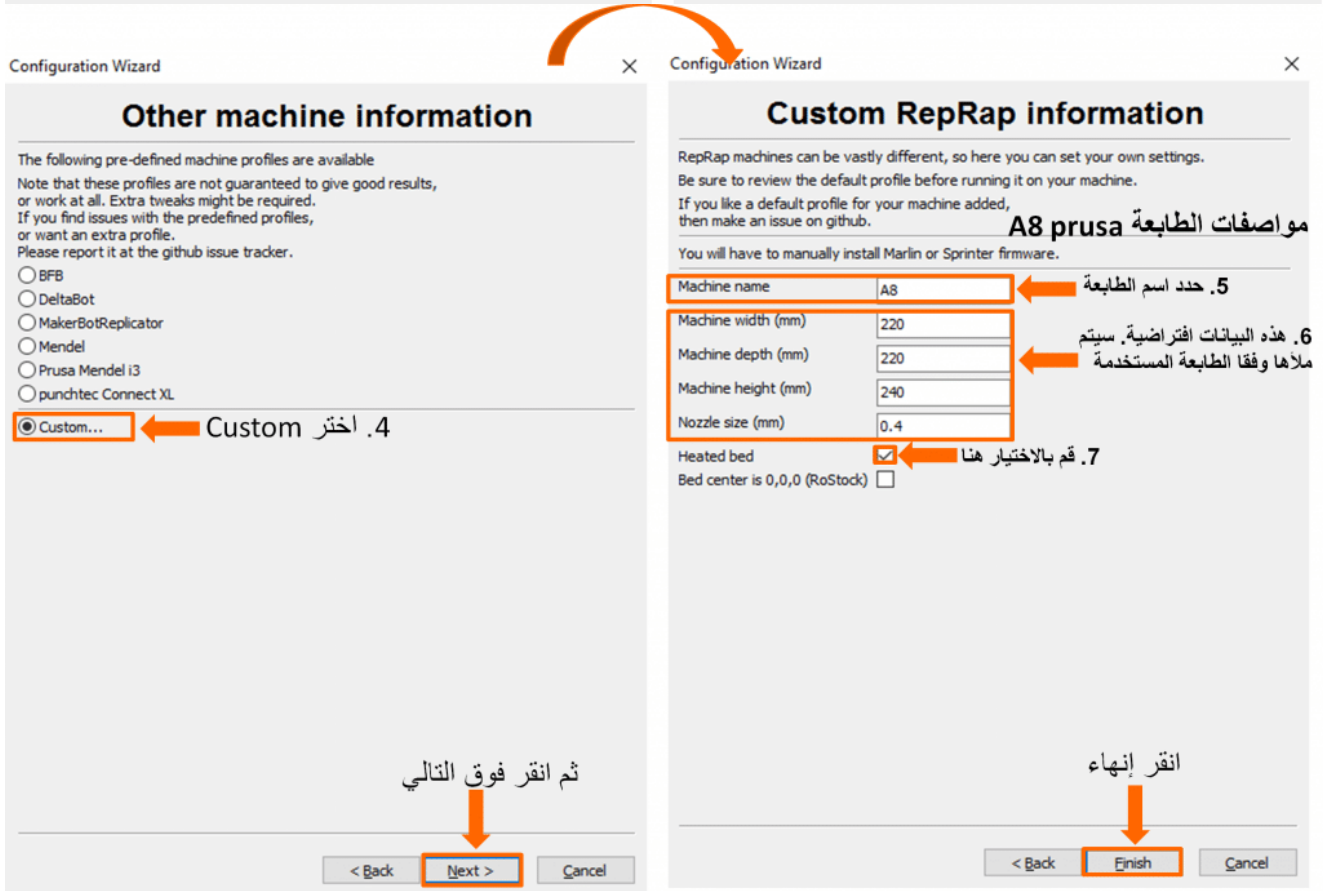 Configuration Wizard
Other machine information
The following pre-defined machine profiles are available
Note that these profiles are not guaranteed to give good results,
or work at all. Extra tweaks might be required.
If you find issues with the predefined profiles,
or want an extra profile.
Please report it at the github issue tracker.
BFB
DeltaBot
MakerBotReplicator
Mendel
Prusa Mendel i3
punchtec Connect XL
Custom...
4. اختر Custom
ثم انقر فوق التالي
< Back
Next >
Cancel
Configuration Wizard
Custom RepRap information
RepRap machines can be vastly different, so here you can set your own settings.
Be sure to review the default profile before running it on your machine.
If you like a default profile for your machine added,
then make an issue on github.
مواصفات الطابعة A8 prusa
You will have to manually install Marlin or Sprinter firmware.
Machine name A8
5. حدد اسم الطابعة
Machine width (mm) 220
Machine depth (mm) 220
Machine height (mm) 240
Nozzle size (mm) 0.4
6. هذه البيانات افتراضية. سيتم
ملأها وفقا الطابعة المستخدمة
Heated bed
7. قم بالاختيار هنا
Bed center is 0,0,0 (RoStock)
انقر إنهاء
< Back
Finish
Cancel